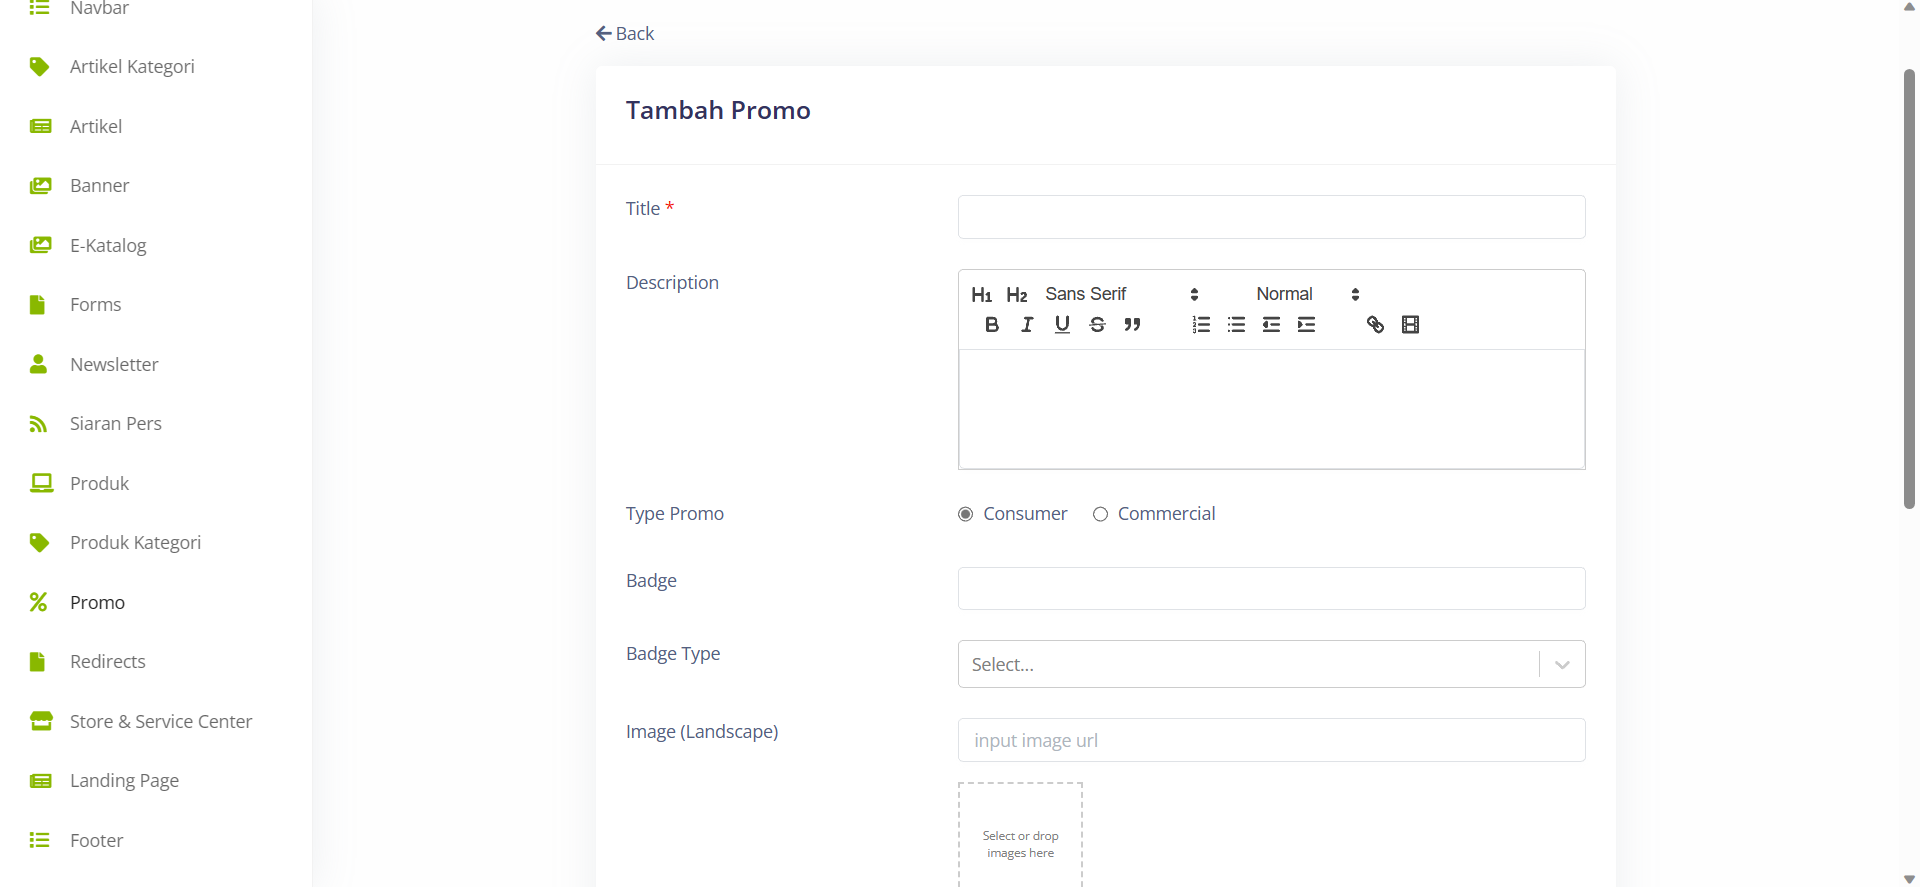 Navbar
Artikel Kategori
Artikel
Banner
E-Katalog
Forms
Newsletter
Siaran Pers
Produk
Produk Kategori
Promo
Redirects
Store & Service Center
Landing Page
Footer
Back
Tambah Promo
Title *
Description
H1 H2 Sans Serif Normal
B I U S
Type Promo
Consumer Commercial
Badge
Badge Type
Select...
Image (Landscape)
input image url
Select or drop
images here